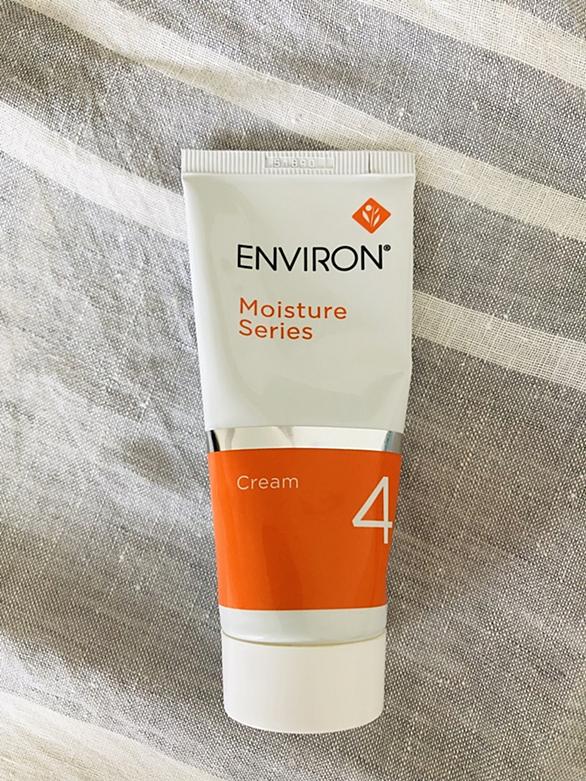 ENVIRON®
Moisture
Series
Cream
4